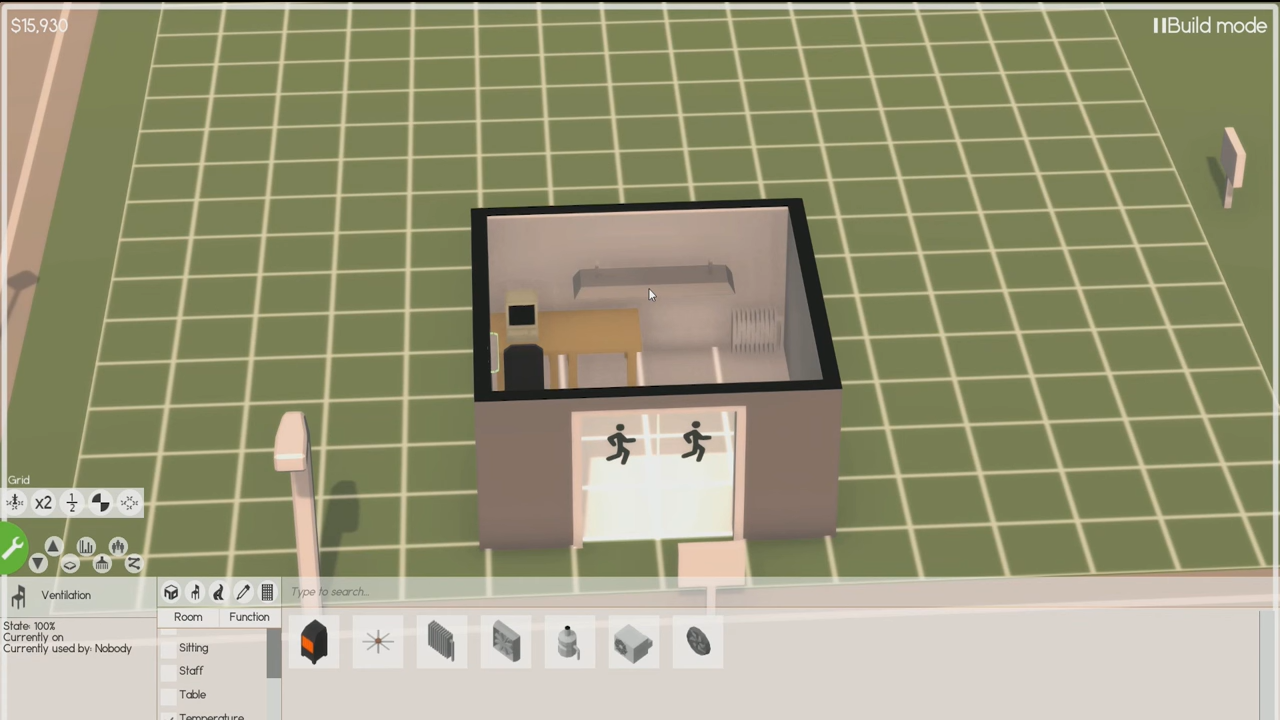 $15,930
Build mode
Grid
x2
1/2
Ventilation
Type to search...
Room
Function
State: 100%
Currently on
Currently used by: Nobody
Sitting
Staff
Table
Temperature